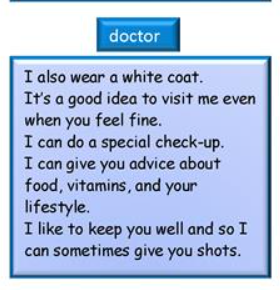 doctor
I also wear a white coat.
It's a good idea to visit me even
when you feel fine.
I can do a special check-up.
I can give you advice about
food, vitamins, and your
lifestyle.
I like to keep you well and so I
can sometimes give you shots.